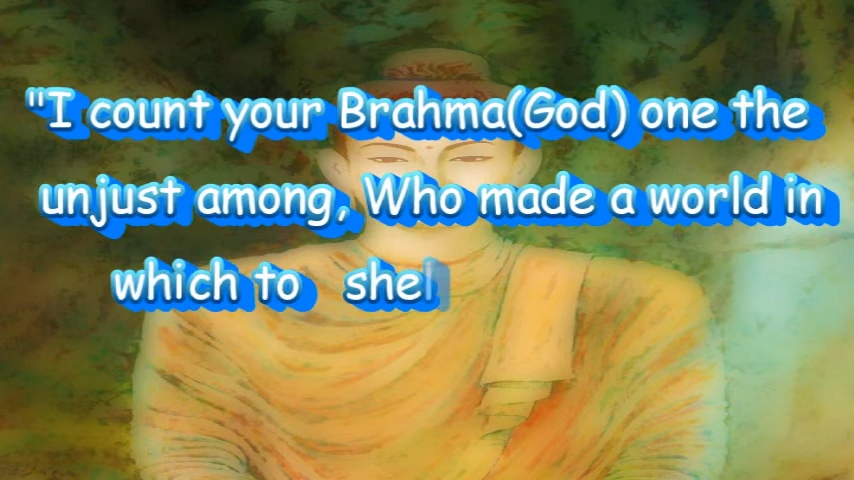 "I count your Brahma(God) one the
unjust among, Who made a world in
which to shel